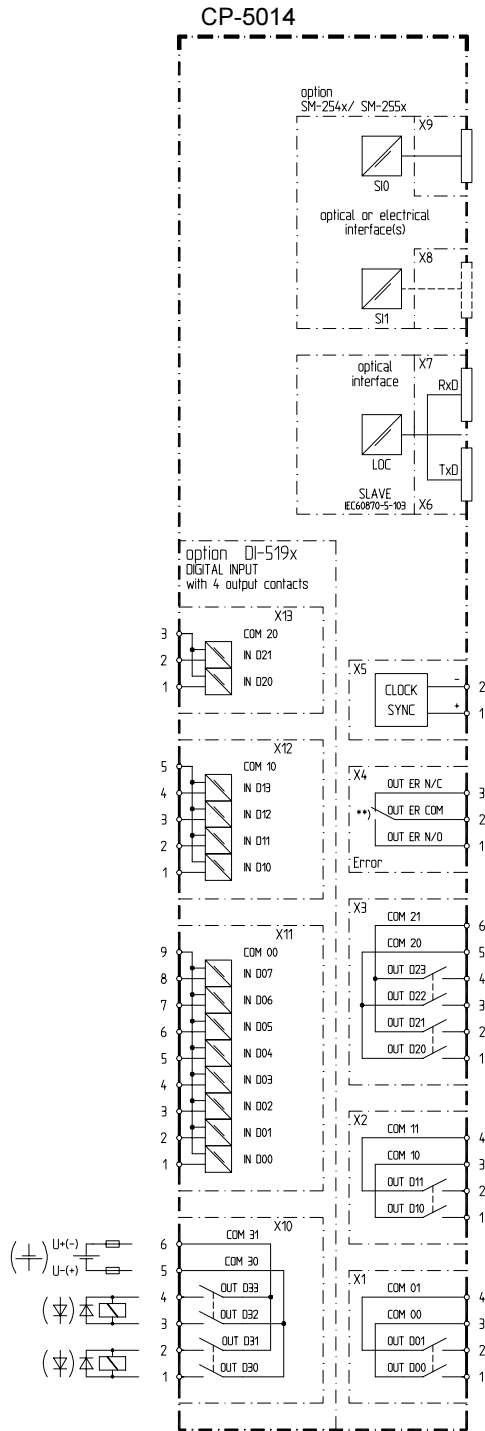 CP-5014
option
SM-254x/ SM-255x
X9
SI0
optical or electrical
interface(s)
X8
SI1
optical
interface
X7
RxD
LOC
TxD
SLAVE
IEC60870-5-103
X6
option DI-519x
DIGITAL INPUT
with 4 output contacts
X13
3 COM 20
2 IN D21
1 IN D20
X5
CLOCK
SYNC
- 2
+ 1
X12
5 COM 10
4 IN D13
3 IN D12
2 IN D11
1 IN D10
X4
OUT ER N/C 3
**) OUT ER COM 2
OUT ER N/O 1
Error
X11
9 COM 00
8 IN D07
7 IN D06
6 IN D05
5 IN D04
4 IN D03
3 IN D02
2 IN D01
1 IN D00
X3
COM 21 6
COM 20 5
OUT D23 4
OUT D22 3
OUT D21 2
OUT D20 1
X2
COM 11 4
COM 10 3
OUT D11 2
OUT D10 1
X10
U+(-) 6 COM 31
U-(+) 5 COM 30
4 OUT D33
3 OUT D32
2 OUT D31
1 OUT D30
X1
COM 01 4
COM 00 3
OUT D01 2
OUT D00 1